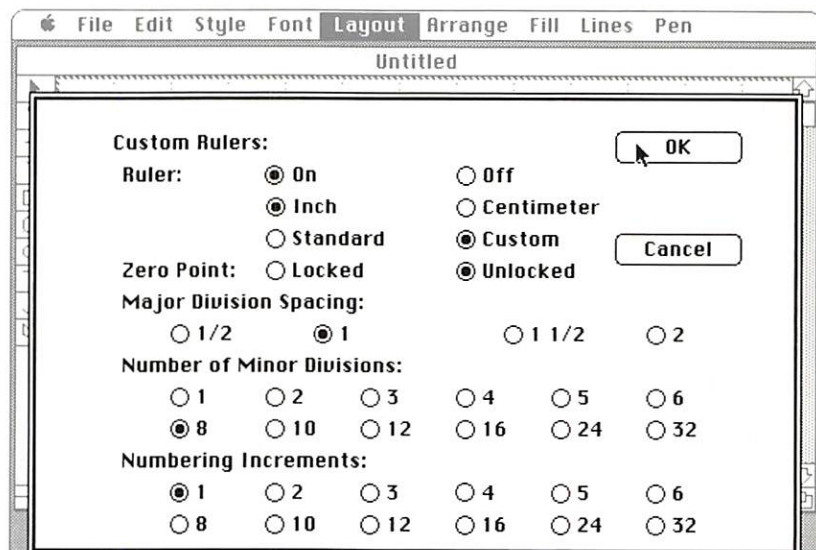 File Edit Style Font Layout Arrange Fill Lines Pen
Untitled
Custom Rulers:
OK
Ruler: On Off
Inch Centimeter
Standard Custom
Cancel
Zero Point: Locked Unlocked
Major Division Spacing:
1/2 1 1 1/2 2
Number of Minor Divisions:
1 2 3 4 5 6
8 10 12 16 24 32
Numbering Increments:
1 2 3 4 5 6
8 10 12 16 24 32